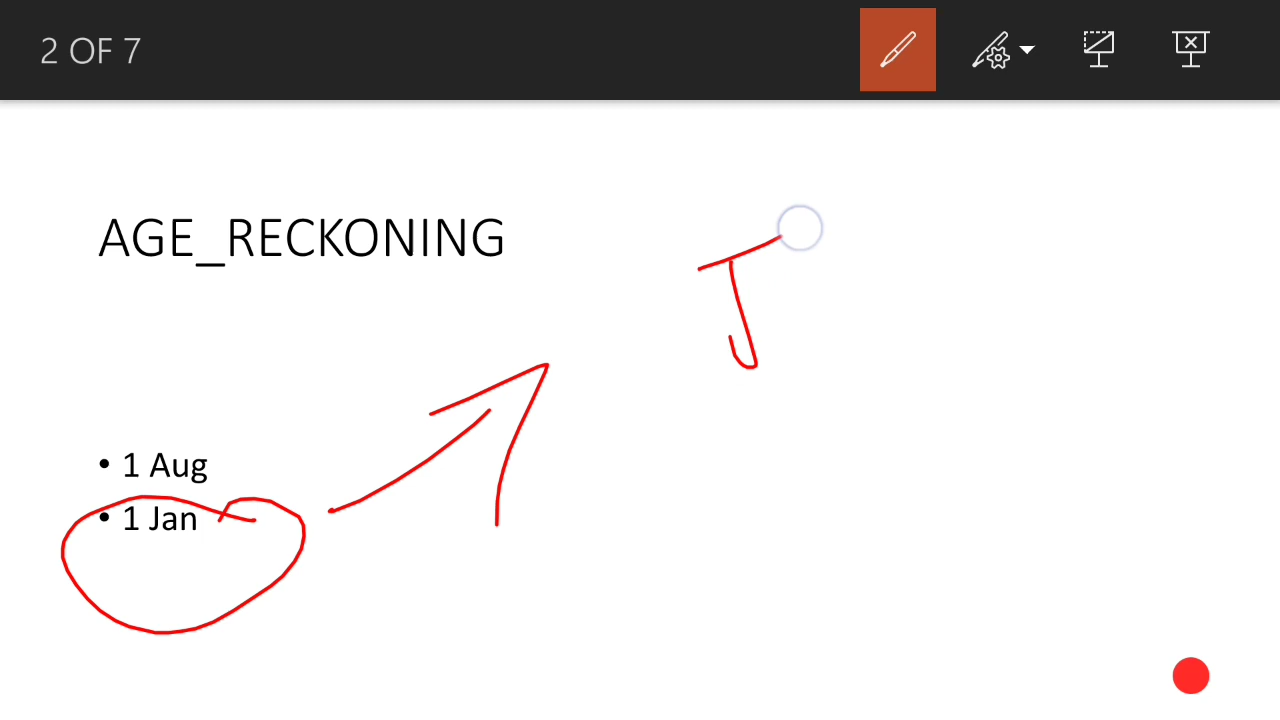 2 OF 7
AGE_RECKONING
J
• 1 Aug
• 1 Jan